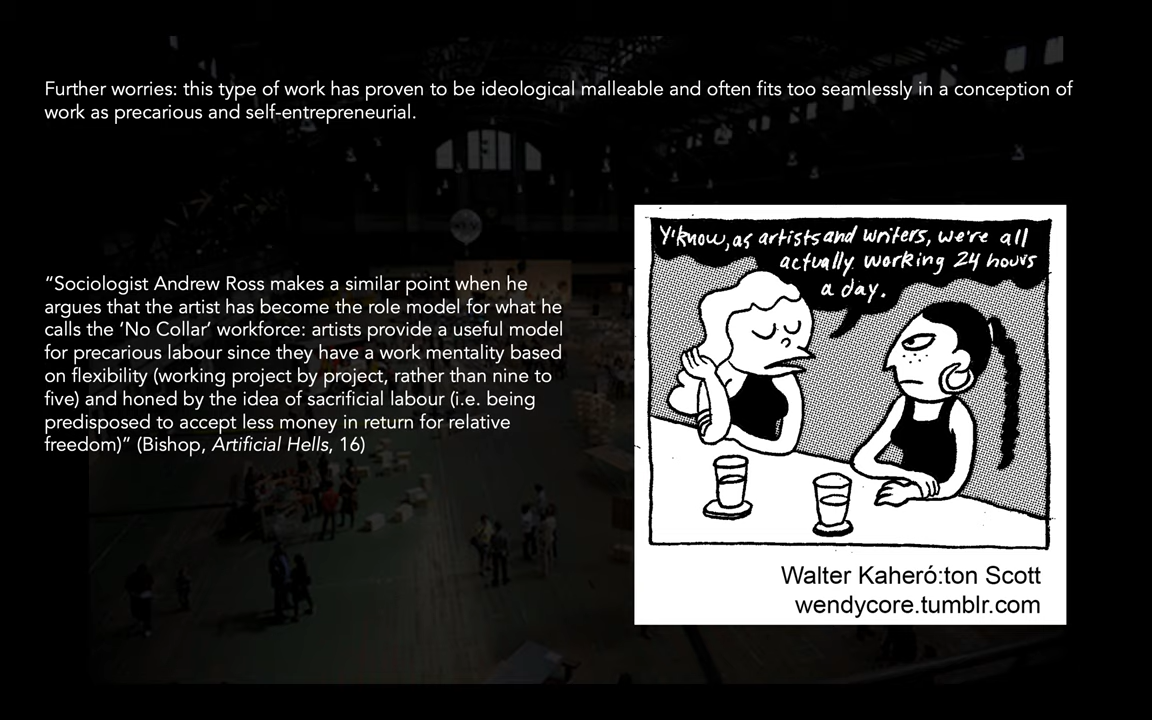 Further worries: this type of work has proven to be ideological malleable and often fits too seamlessly in a conception of
work as precarious and self-entrepreneurial.
“Sociologist Andrew Ross makes a similar point when he
argues that the artist has become the role model for what he
calls the ‘No Collar’ workforce: artists provide a useful model
for precarious labour since they have a work mentality based
on flexibility (working project by project, rather than nine to
five) and honed by the idea of sacrificial labour (i.e. being
predisposed to accept less money in return for relative
freedom)” (Bishop, Artificial Hells, 16)
Y'know, as artists and writers, we're all
actually working 24 hours
a day.
Walter Kaheró:ton Scott
wendycore.tumblr.com